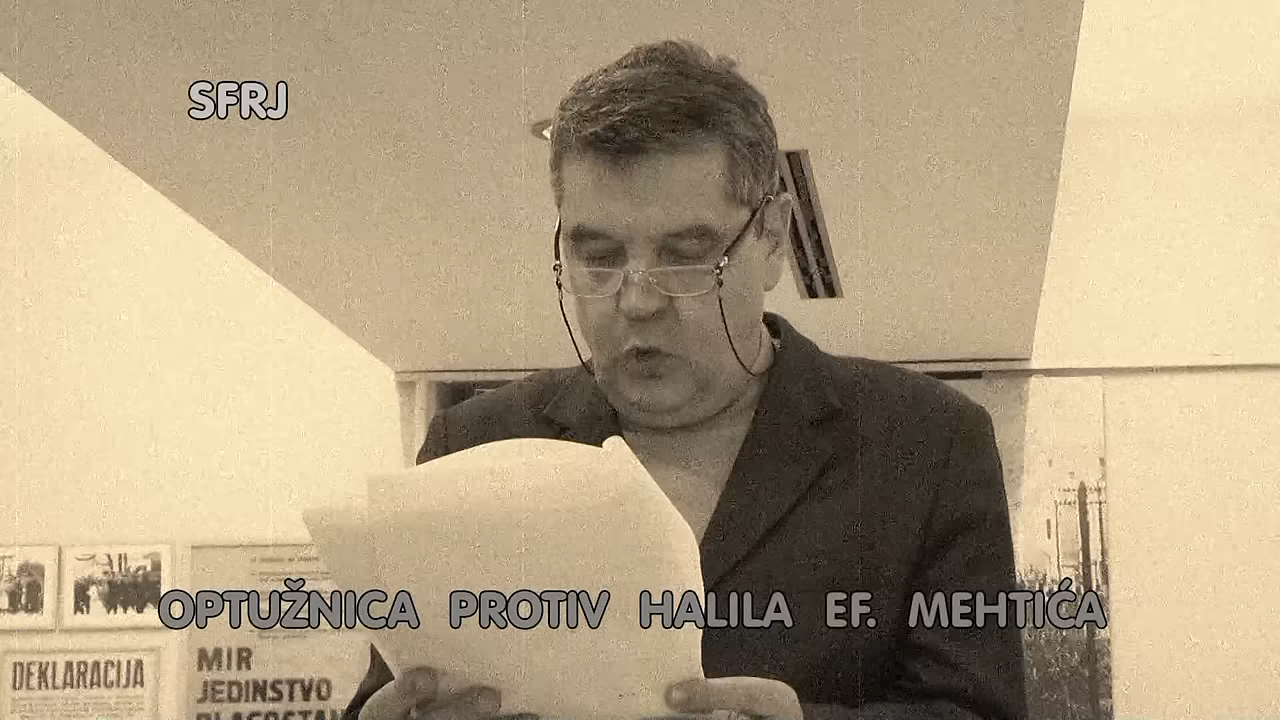 SFRJ
OPTUŽNICA PROTIV HALILA EF. MEHTIĆA
DEKLARACIJA
MIR
JEDINSTVO